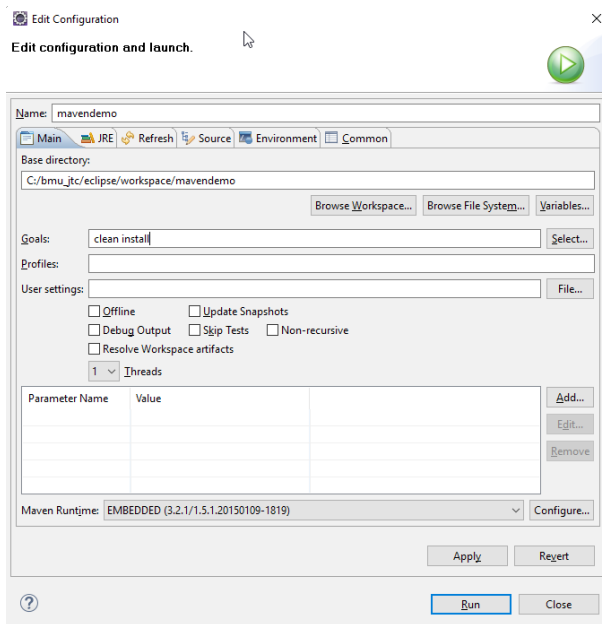 Edit Configuration
Edit configuration and launch.
Name: mavendemo
Main JRE Refresh Source Environment Common
Base directory:
C:/bmu_jtc/eclipse/workspace/mavendemo
Browse Workspace... Browse File System... Variables...
Goals: clean install Select...
Profiles:
User settings: File...
Offline Update Snapshots
Debug Output Skip Tests Non-recursive
Resolve Workspace artifacts
1 Threads
Parameter Name Value Add...
Edit...
Remove
Maven Runtime: EMBEDDED (3.2.1/1.5.1.20150109-1819) Configure...
Apply Revert
? Run Close